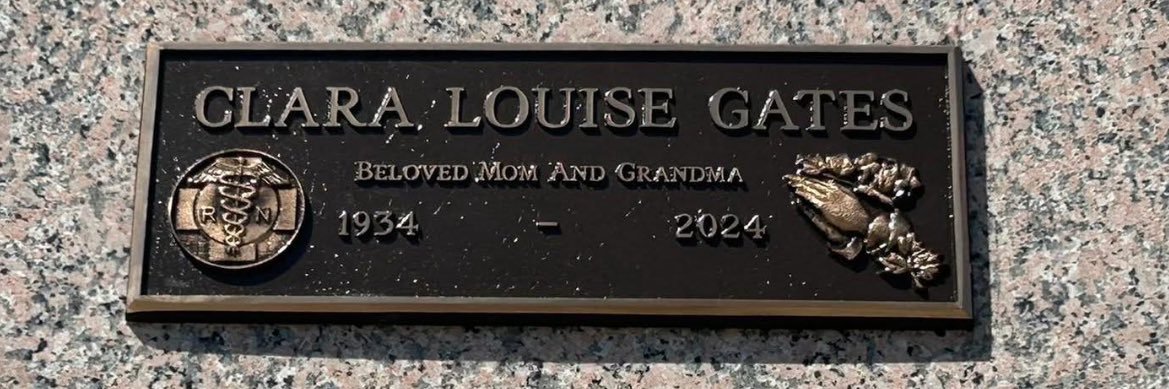 CLARA LOUISE GATES
BELOVED MOM AND GRANDMA
R N
1934 – 2024